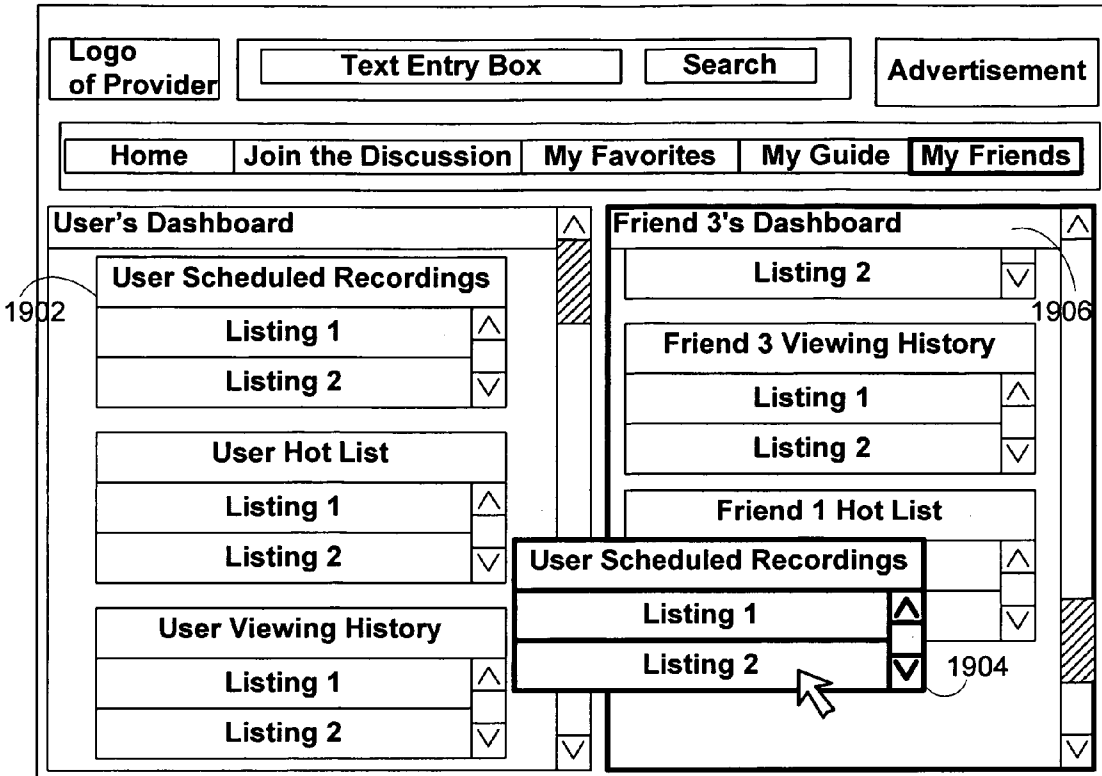 Logo
of Provider
Text Entry Box
Search
Advertisement
Home
Join the Discussion
My Favorites
My Guide
My Friends
User's Dashboard
User Scheduled Recordings
Listing 1
Listing 2
User Hot List
Listing 1
Listing 2
User Viewing History
Listing 1
Listing 2
1902
Friend 3's Dashboard
Listing 2
1906
Friend 3 Viewing History
Listing 1
Listing 2
Friend 1 Hot List
User Scheduled Recordings
Listing 1
Listing 2
1904